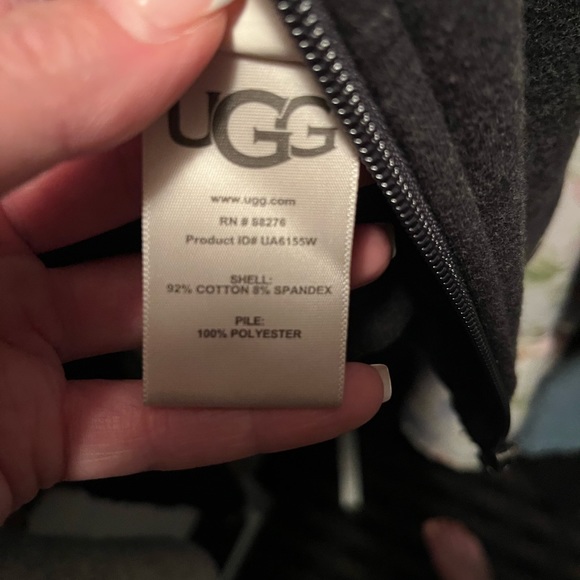 UGG
www.ugg.com
RN # 88276
Product ID# UA6155W
SHELL:
92% COTTON 8% SPANDEX
PILE:
100% POLYESTER